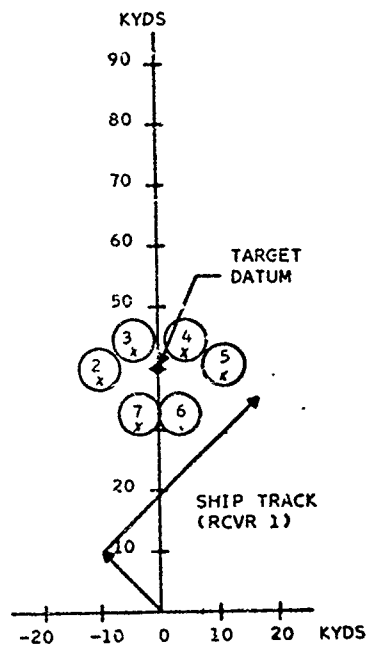 KYDS
90
80
70
60
TARGET
DATUM
50
3 4
2 5
7 6
20
SHIP TRACK
(RCVR 1)
10
-20 -10 0 10 20 KYDS